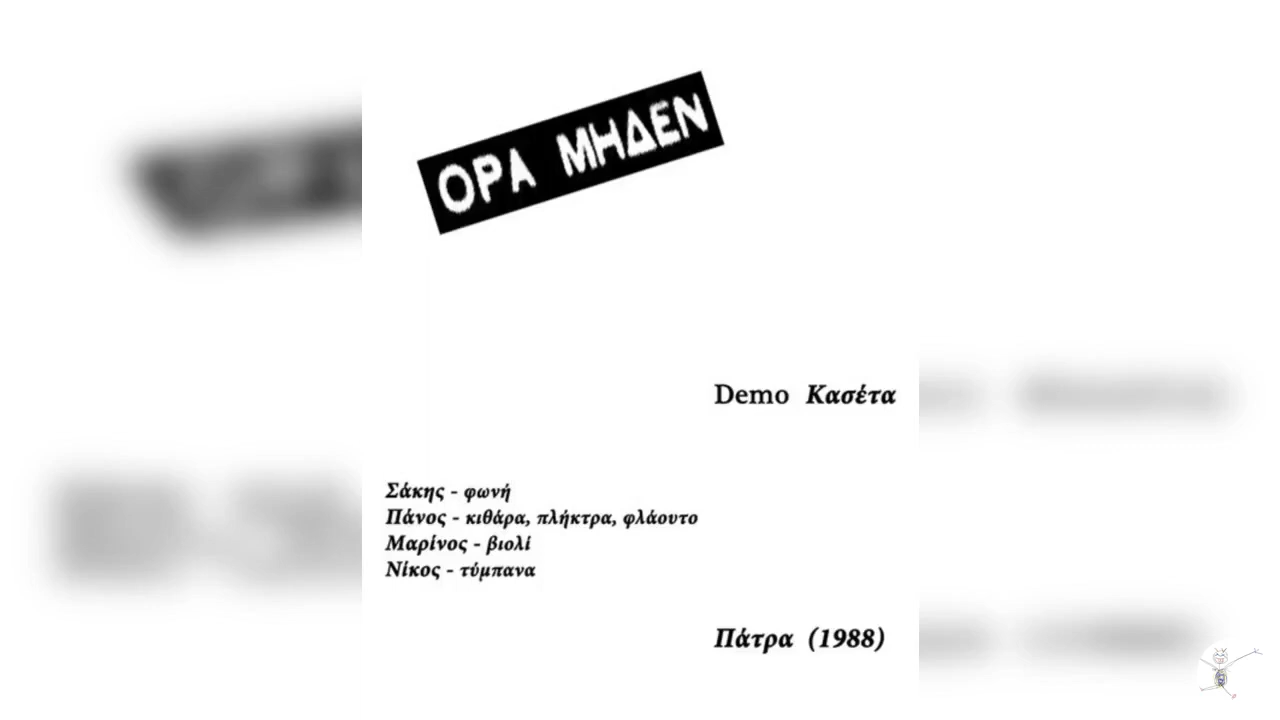 ΟΡΑ ΜΗΔΕΝ
Demo Κασέτα
Σάκης - φωνή
Πάνος - κιθάρα, πλήκτρα, φλάουτο
Μαρίνος - βιολί
Νίκος - τύμπανα
Πάτρα (1988)